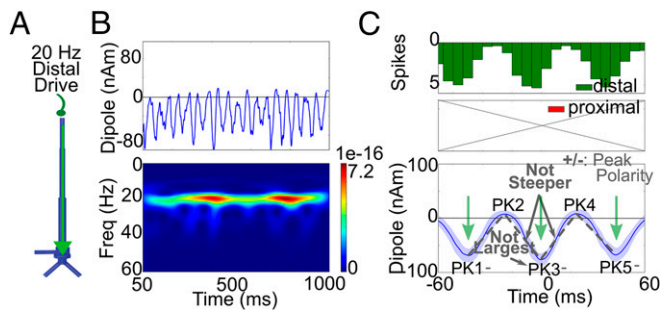 A
20 Hz
Distal
Drive
B
Dipole (nAm)
80
0
-80
Freq (Hz)
0
20
40
60
50
500
1000
Time (ms)
1e-16
7.2
0
C
Spikes
0
5
distal
proximal
+/-: Peak
Polarity
Not
Steeper
Dipole (nAm)
100
0
100
PK2
PK4
Not
Largest
PK1-
PK3-
PK5-
-60
0
60
Time (ms)